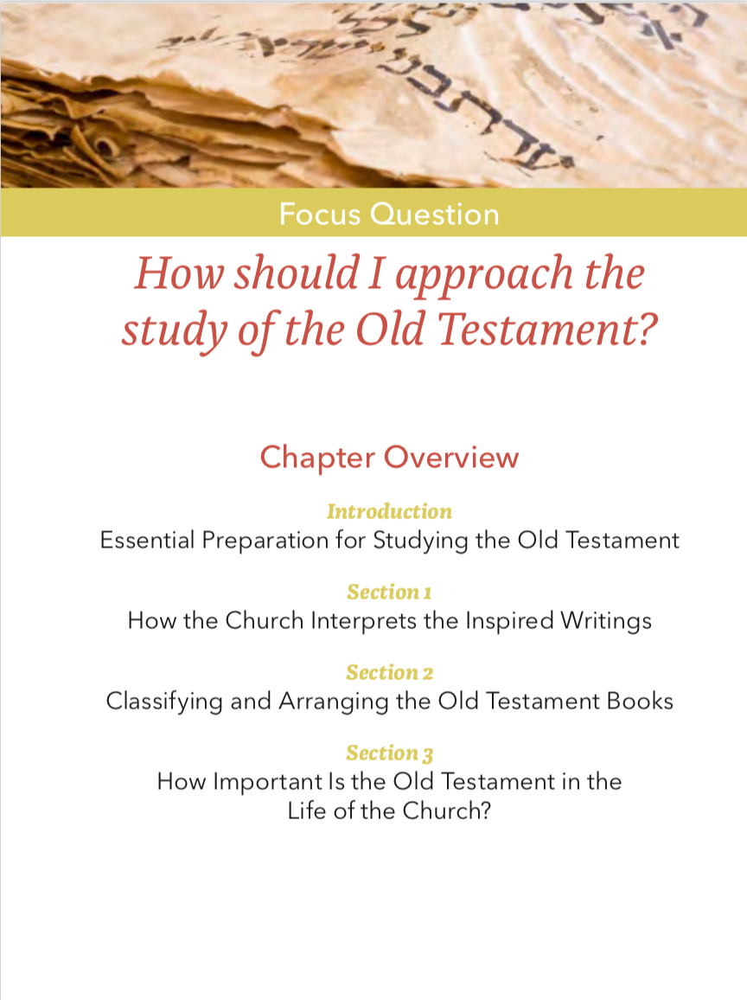 עדתבני
Focus Question
How should I approach the
study of the Old Testament?
Chapter Overview
Introduction
Essential Preparation for Studying the Old Testament
Section 1
How the Church Interprets the Inspired Writings
Section 2
Classifying and Arranging the Old Testament Books
Section 3
How Important Is the Old Testament in the
Life of the Church?